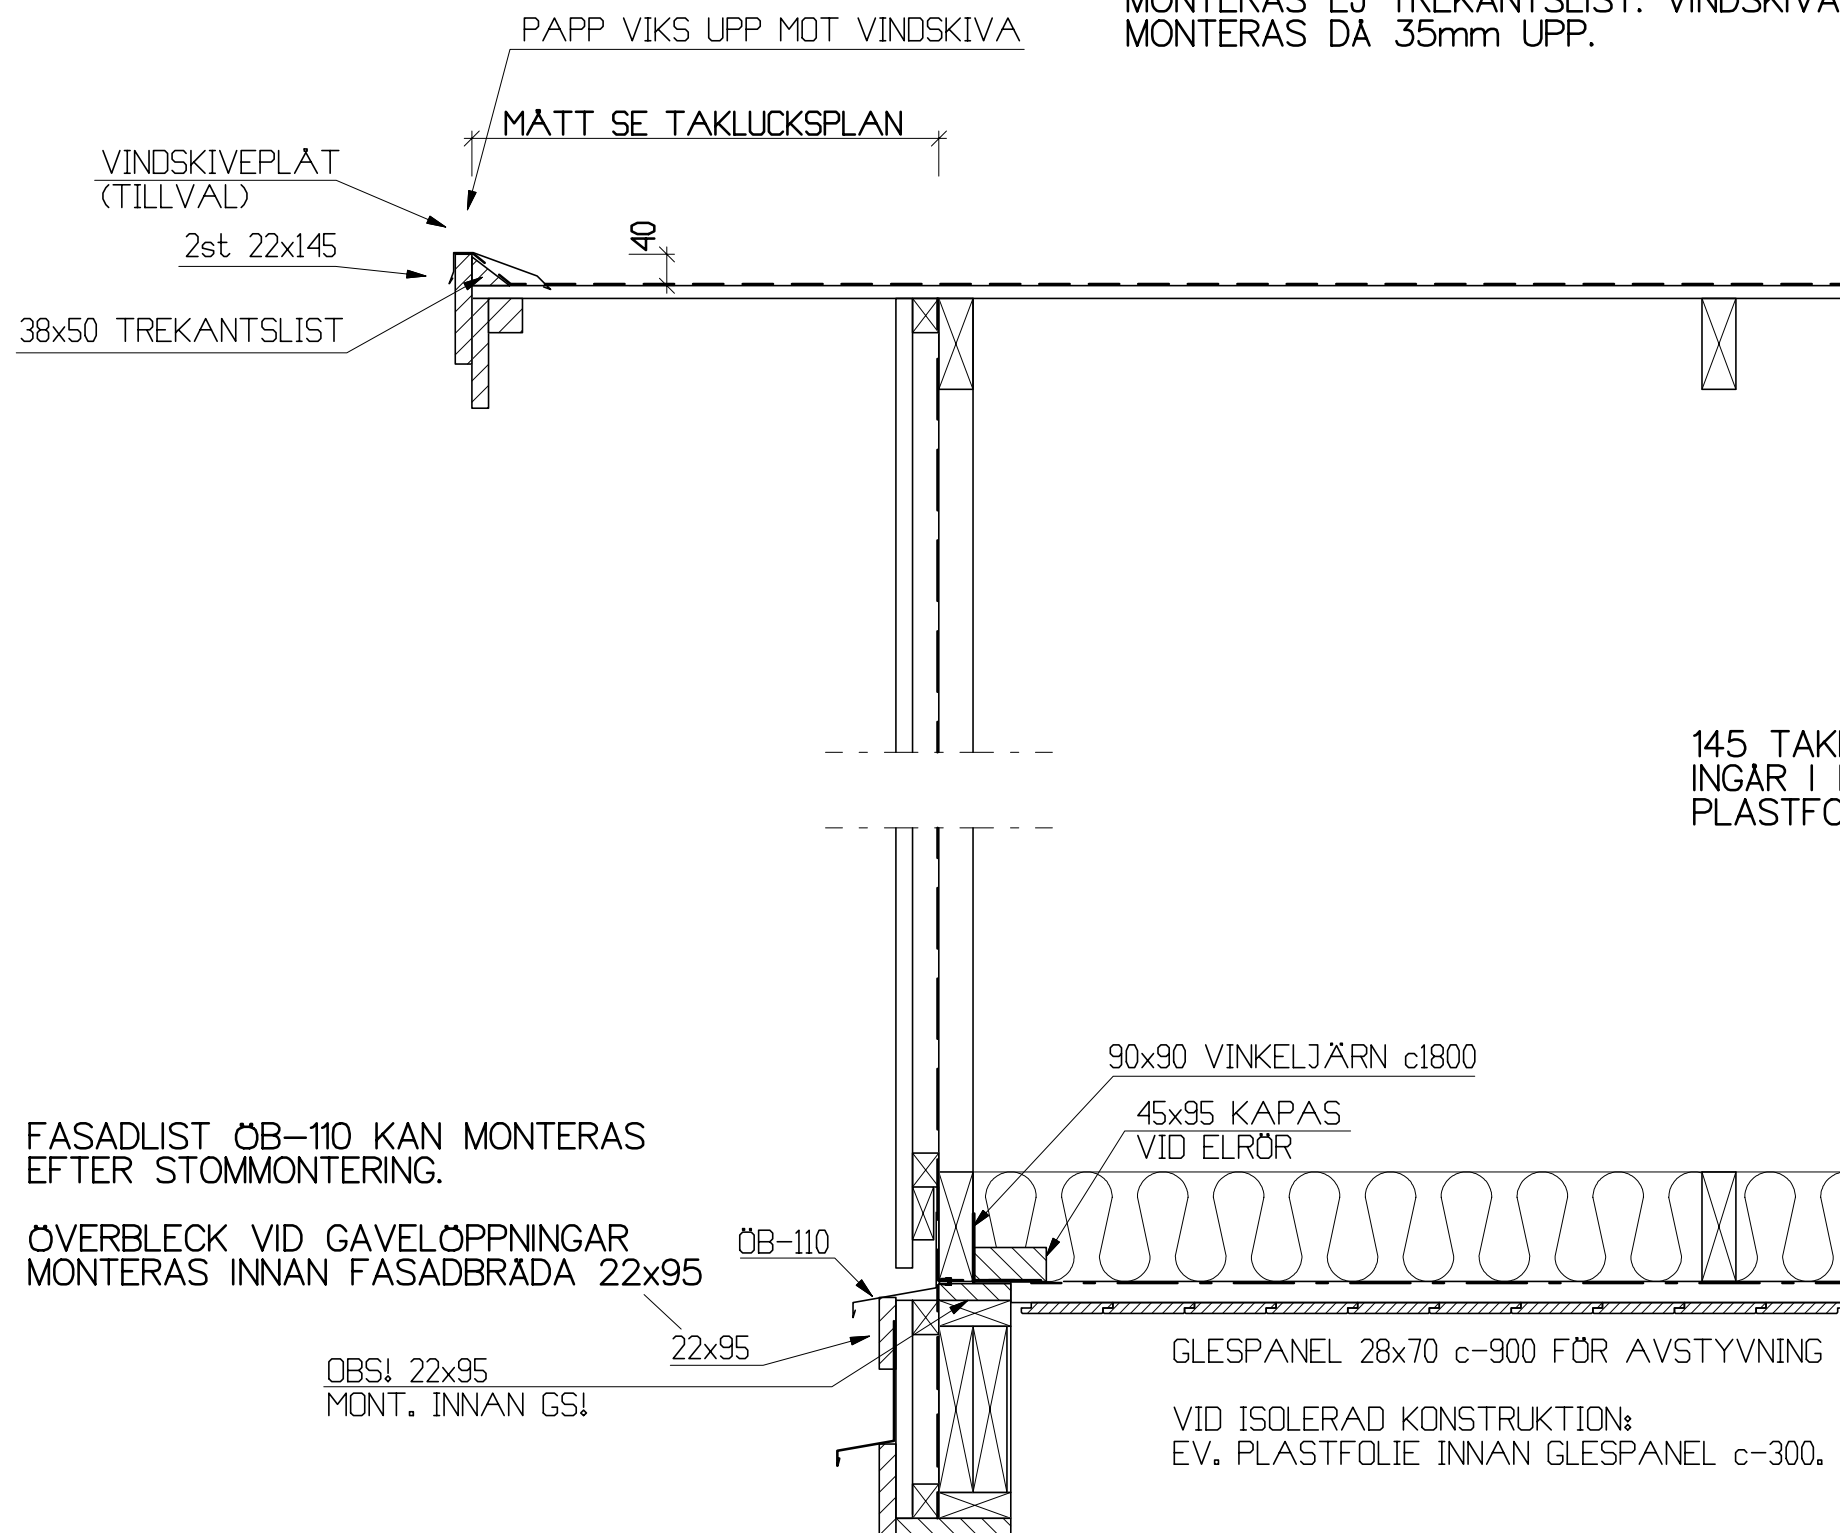 MONTERAS EJ TREKANTSLIST. VINDSKIVA
MONTERAS DÅ 35mm UPP.
PAPP VIKS UPP MOT VINDSKIVA
MÅTT SE TAKLUCKSPLAN
VINDSKIVEPLÅT
(TILLVAL)
2st 22x145
40
38x50 TREKANTSLIST
145
INGÅR I
90x90 VINKELJÄRN c1800
45x95 KAPAS
VID ELRÖR
FASADLIST ÖB-110 KAN MONTERAS
EFTER STOMMONTERING.
ÖVERBLECK VID GAVELÖPPNINGAR
MONTERAS INNAN FASADBRÄDA 22x95
ÖB-110
22x95
OBS! 22x95
MONT. INNAN GS!
GLESPANEL 28x70 c-900 FÖR AVSTYVNING
VID ISOLERAD KONSTRUKTION:
EV. PLASTFOLIE INNAN GLESPANEL c-300.